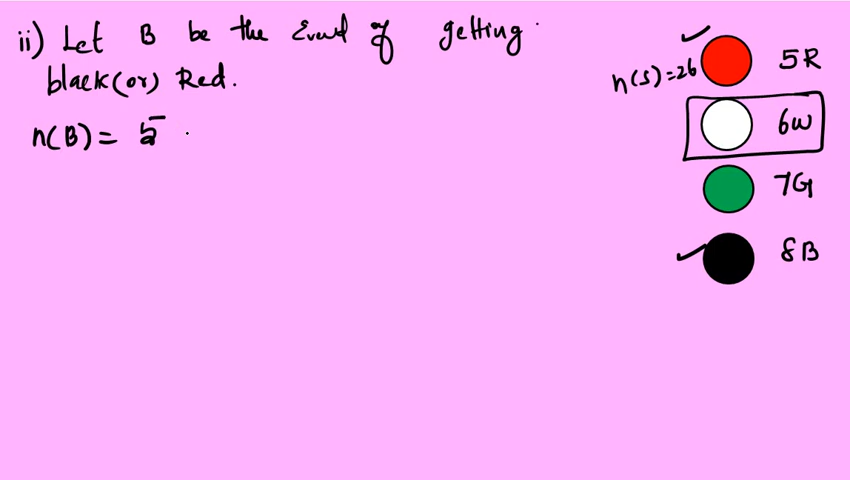 ii) Let B be the Event of getting
black(or) Red.
n(B) = 5
n(S)=26
5R
6W
7G
8B